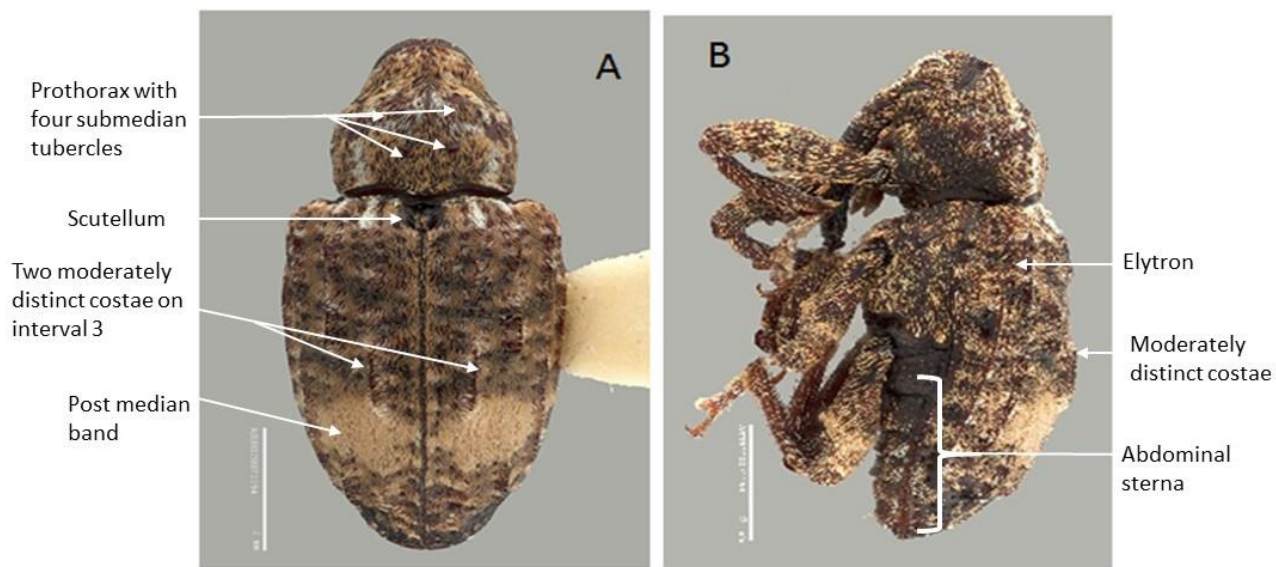 A
B
Prothorax with
four submedian
tubercles
Scutellum
Two moderately
distinct costae on
interval 3
Post median
band
Elytron
Moderately
distinct costae
Abdominal
sterna